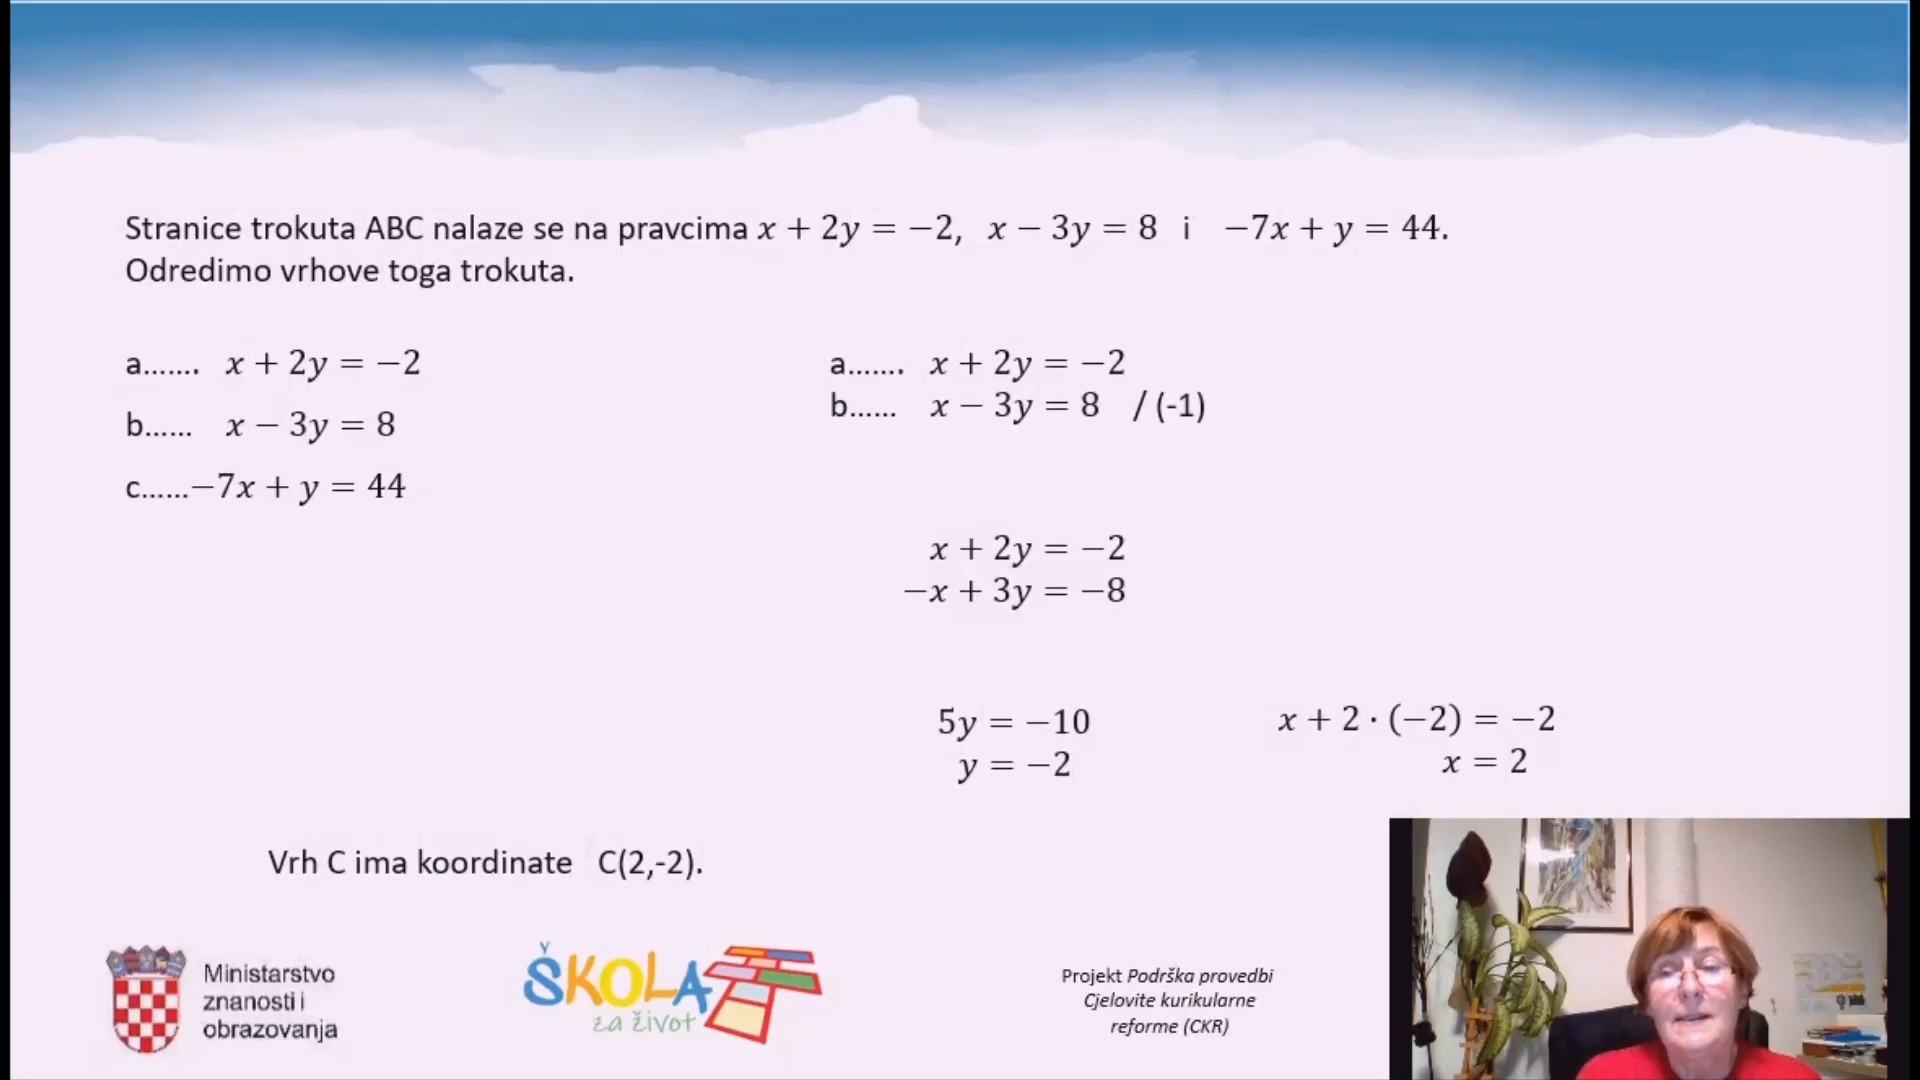 Stranice trokuta ABC nalaze se na pravcima x + 2y = −2, x − 3y = 8 i −7x + y = 44.
Odredimo vrhove toga trokuta.
a....... x + 2y = −2
b...... x − 3y = 8
c......−7x + y = 44
a....... x + 2y = −2
b...... x − 3y = 8 / (-1)
x + 2y = −2
−x + 3y = −8
5y = −10
y = −2
x + 2 · (−2) = −2
x = 2
Vrh C ima koordinate C(2,-2).
Ministarstvo
znanosti i
obrazovanja
ŠKOLA
za život
Projekt Podrška provedbi
Cjelovite kurikularne
reforme (CKR)